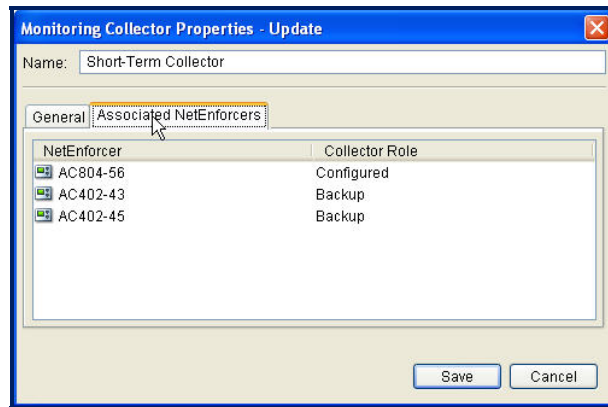 Monitoring Collector Properties - Update
Name: Short-Term Collector
General Associated NetEnforcers
NetEnforcer Collector Role
AC804-56 Configured
AC402-43 Backup
AC402-45 Backup
Save Cancel